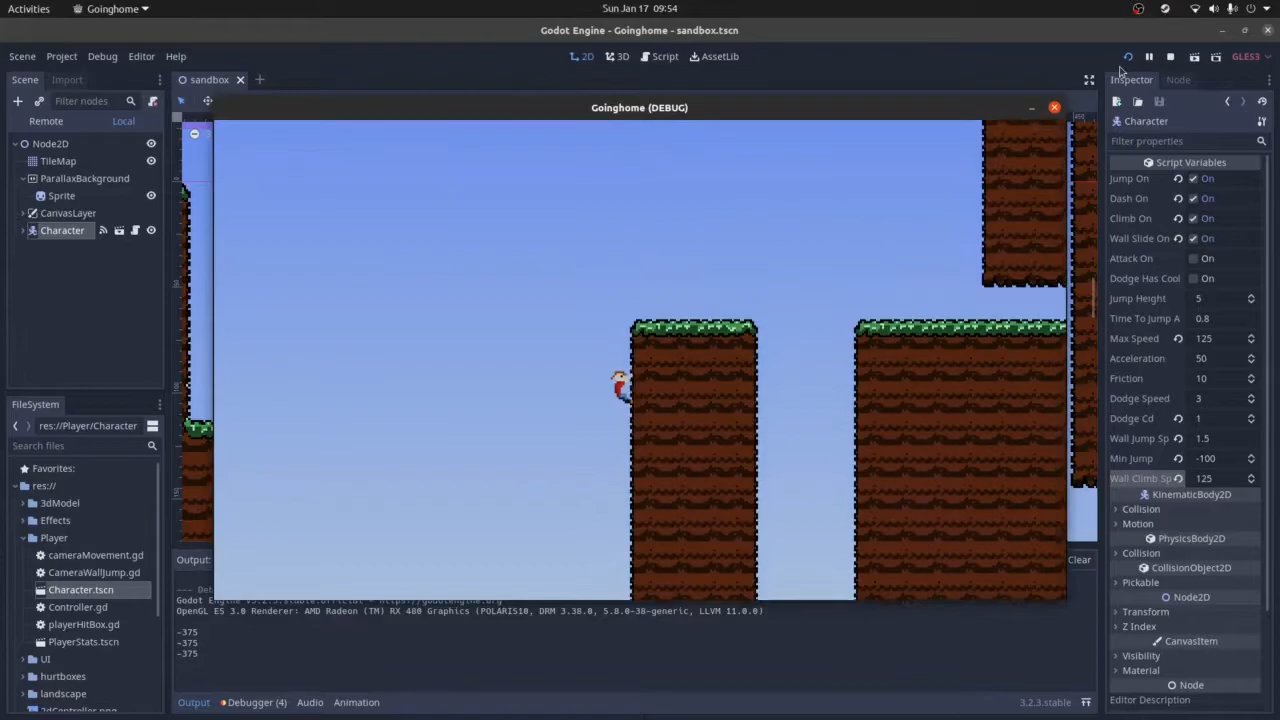 Activities
Goinghome
Sun Jan 17 09:54
Godot Engine - Goinghome - sandbox.tscn
Scene Project Debug Editor Help
2D 3D Script AssetLib
GLES3
Scene Import
sandbox
Inspector Node
Filter nodes
Goinghome (DEBUG)
Remote Local
Character
Filter properties
Node2D
TileMap
ParallaxBackground
Sprite
CanvasLayer
Character
Script Variables
Jump On On
Dash On On
Climb On On
Wall Slide On On
Attack On On
Dodge Has Cool On
Jump Height 5
Time To Jump A 0.8
Max Speed 125
Acceleration 50
Friction 10
Dodge Speed 3
Dodge Cd 1
Wall Jump Sp 1.5
Min Jump -100
Wall Climb Sp 125
KinematicBody2D
Collision
Motion
PhysicsBody2D
Collision
CollisionObject2D
Pickable
Node2D
Transform
Z Index
CanvasItem
Visibility
Material
Node
Editor Description
FileSystem
res://Player/Character
Search files
Favorites:
res://
3dModel
Effects
Player
cameraMovement.gd
CameraWallJump.gd
Character.tscn
Controller.gd
playerHitBox.gd
PlayerStats.tscn
UI
hurtboxes
landscape
2dController.png
Output:
Clear
OpenGL ES 3.0 Renderer: AMD Radeon (TM) RX 480 Graphics (POLARIS10, DRM 3.38.0, 5.8.0-38-generic, LLVM 11.0.0)
-375
-375
-375
Output Debugger (4) Audio Animation
3.2.3.stable